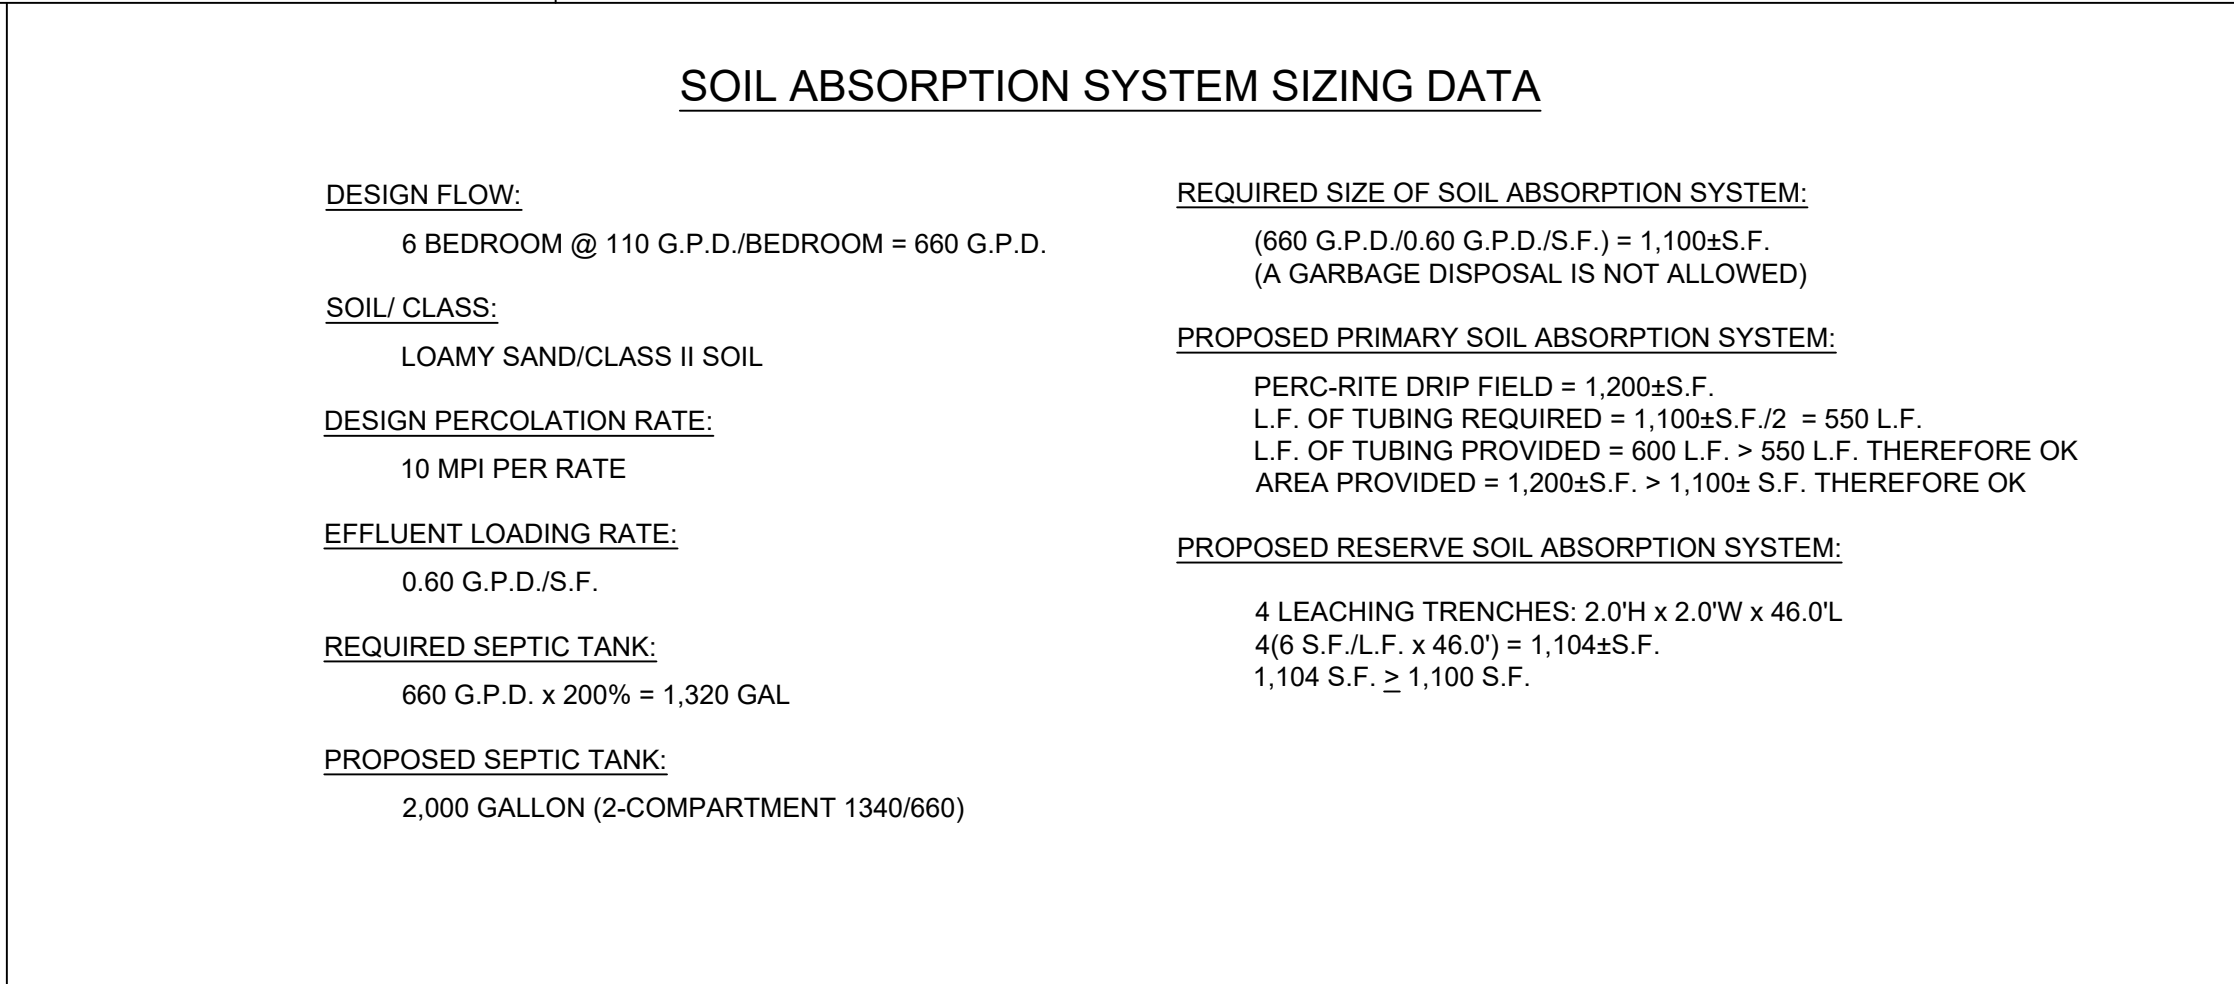 SOIL ABSORPTION SYSTEM SIZING DATA
DESIGN FLOW:
6 BEDROOM @ 110 G.P.D./BEDROOM = 660 G.P.D.
SOIL/ CLASS:
LOAMY SAND/CLASS II SOIL
DESIGN PERCOLATION RATE:
10 MPI PER RATE
EFFLUENT LOADING RATE:
0.60 G.P.D./S.F.
REQUIRED SEPTIC TANK:
660 G.P.D. x 200% = 1,320 GAL
PROPOSED SEPTIC TANK:
2,000 GALLON (2-COMPARTMENT 1340/660)
REQUIRED SIZE OF SOIL ABSORPTION SYSTEM:
(660 G.P.D./0.60 G.P.D./S.F.) = 1,100±S.F.
(A GARBAGE DISPOSAL IS NOT ALLOWED)
PROPOSED PRIMARY SOIL ABSORPTION SYSTEM:
PERC-RITE DRIP FIELD = 1,200±S.F.
L.F. OF TUBING REQUIRED = 1,100±S.F./2 = 550 L.F.
L.F. OF TUBING PROVIDED = 600 L.F. > 550 L.F. THEREFORE OK
AREA PROVIDED = 1,200±S.F. > 1,100± S.F. THEREFORE OK
PROPOSED RESERVE SOIL ABSORPTION SYSTEM:
4 LEACHING TRENCHES: 2.0'H x 2.0'W x 46.0'L
4(6 S.F./L.F. x 46.0') = 1,104±S.F.
1,104 S.F. ≥ 1,100 S.F.